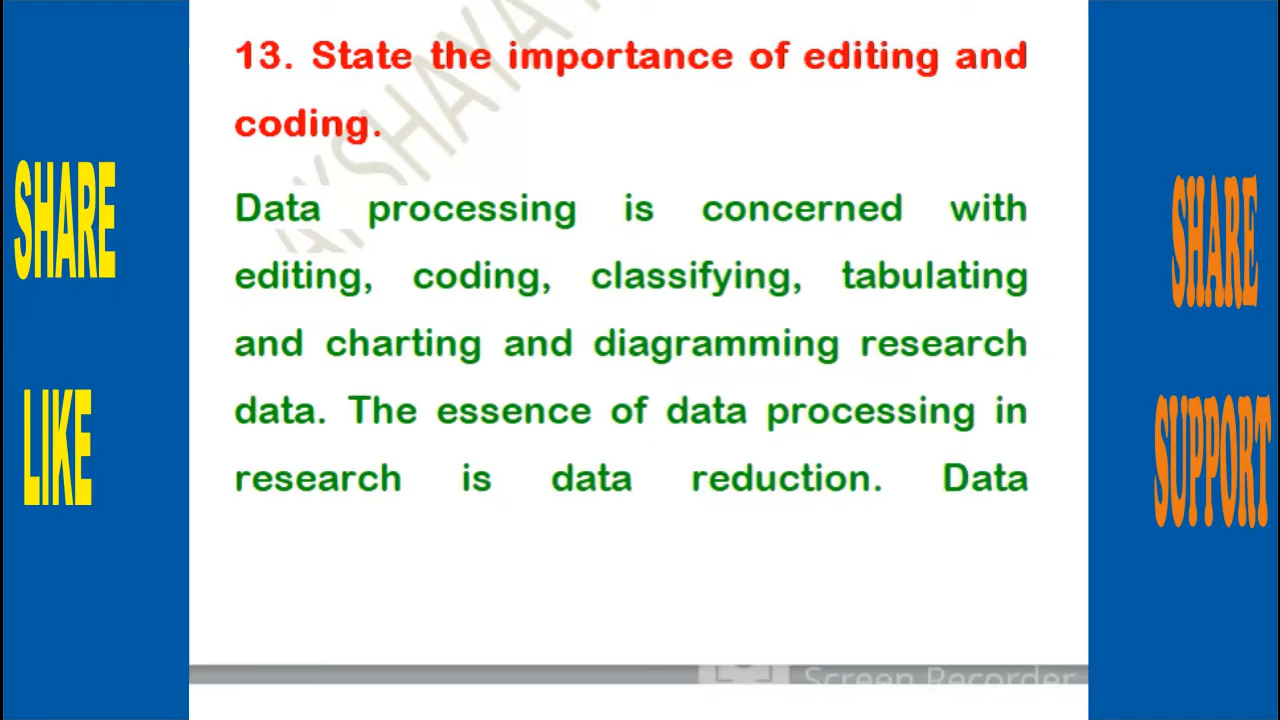 13. State the importance of editing and
coding.
Data processing is concerned with
editing, coding, classifying, tabulating
and charting and diagramming research
data. The essence of data processing in
research is data reduction. Data
SHARE
LIKE
SHARE
SUPPORT
Screen Recorder